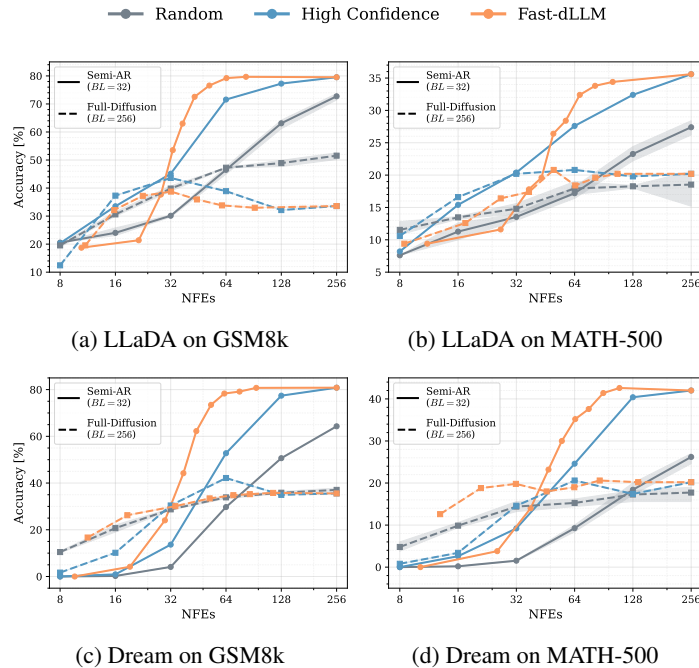 Random High Confidence Fast-dLLM
Accuracy [%]
80
70
60
50
40
30
20
10
Semi-AR
(BL = 32)
Full-Diffusion
(BL = 256)
8 16 32 64 128 256
NFEs
(a) LLaDA on GSM8k
35
30
25
20
15
10
5
Semi-AR
(BL = 32)
Full-Diffusion
(BL = 256)
8 16 32 64 128 256
NFEs
(b) LLaDA on MATH-500
Accuracy [%]
80
60
40
20
0
Semi-AR
(BL = 32)
Full-Diffusion
(BL = 256)
8 16 32 64 128 256
NFEs
(c) Dream on GSM8k
40
30
20
10
0
Semi-AR
(BL = 32)
Full-Diffusion
(BL = 256)
8 16 32 64 128 256
NFEs
(d) Dream on MATH-500